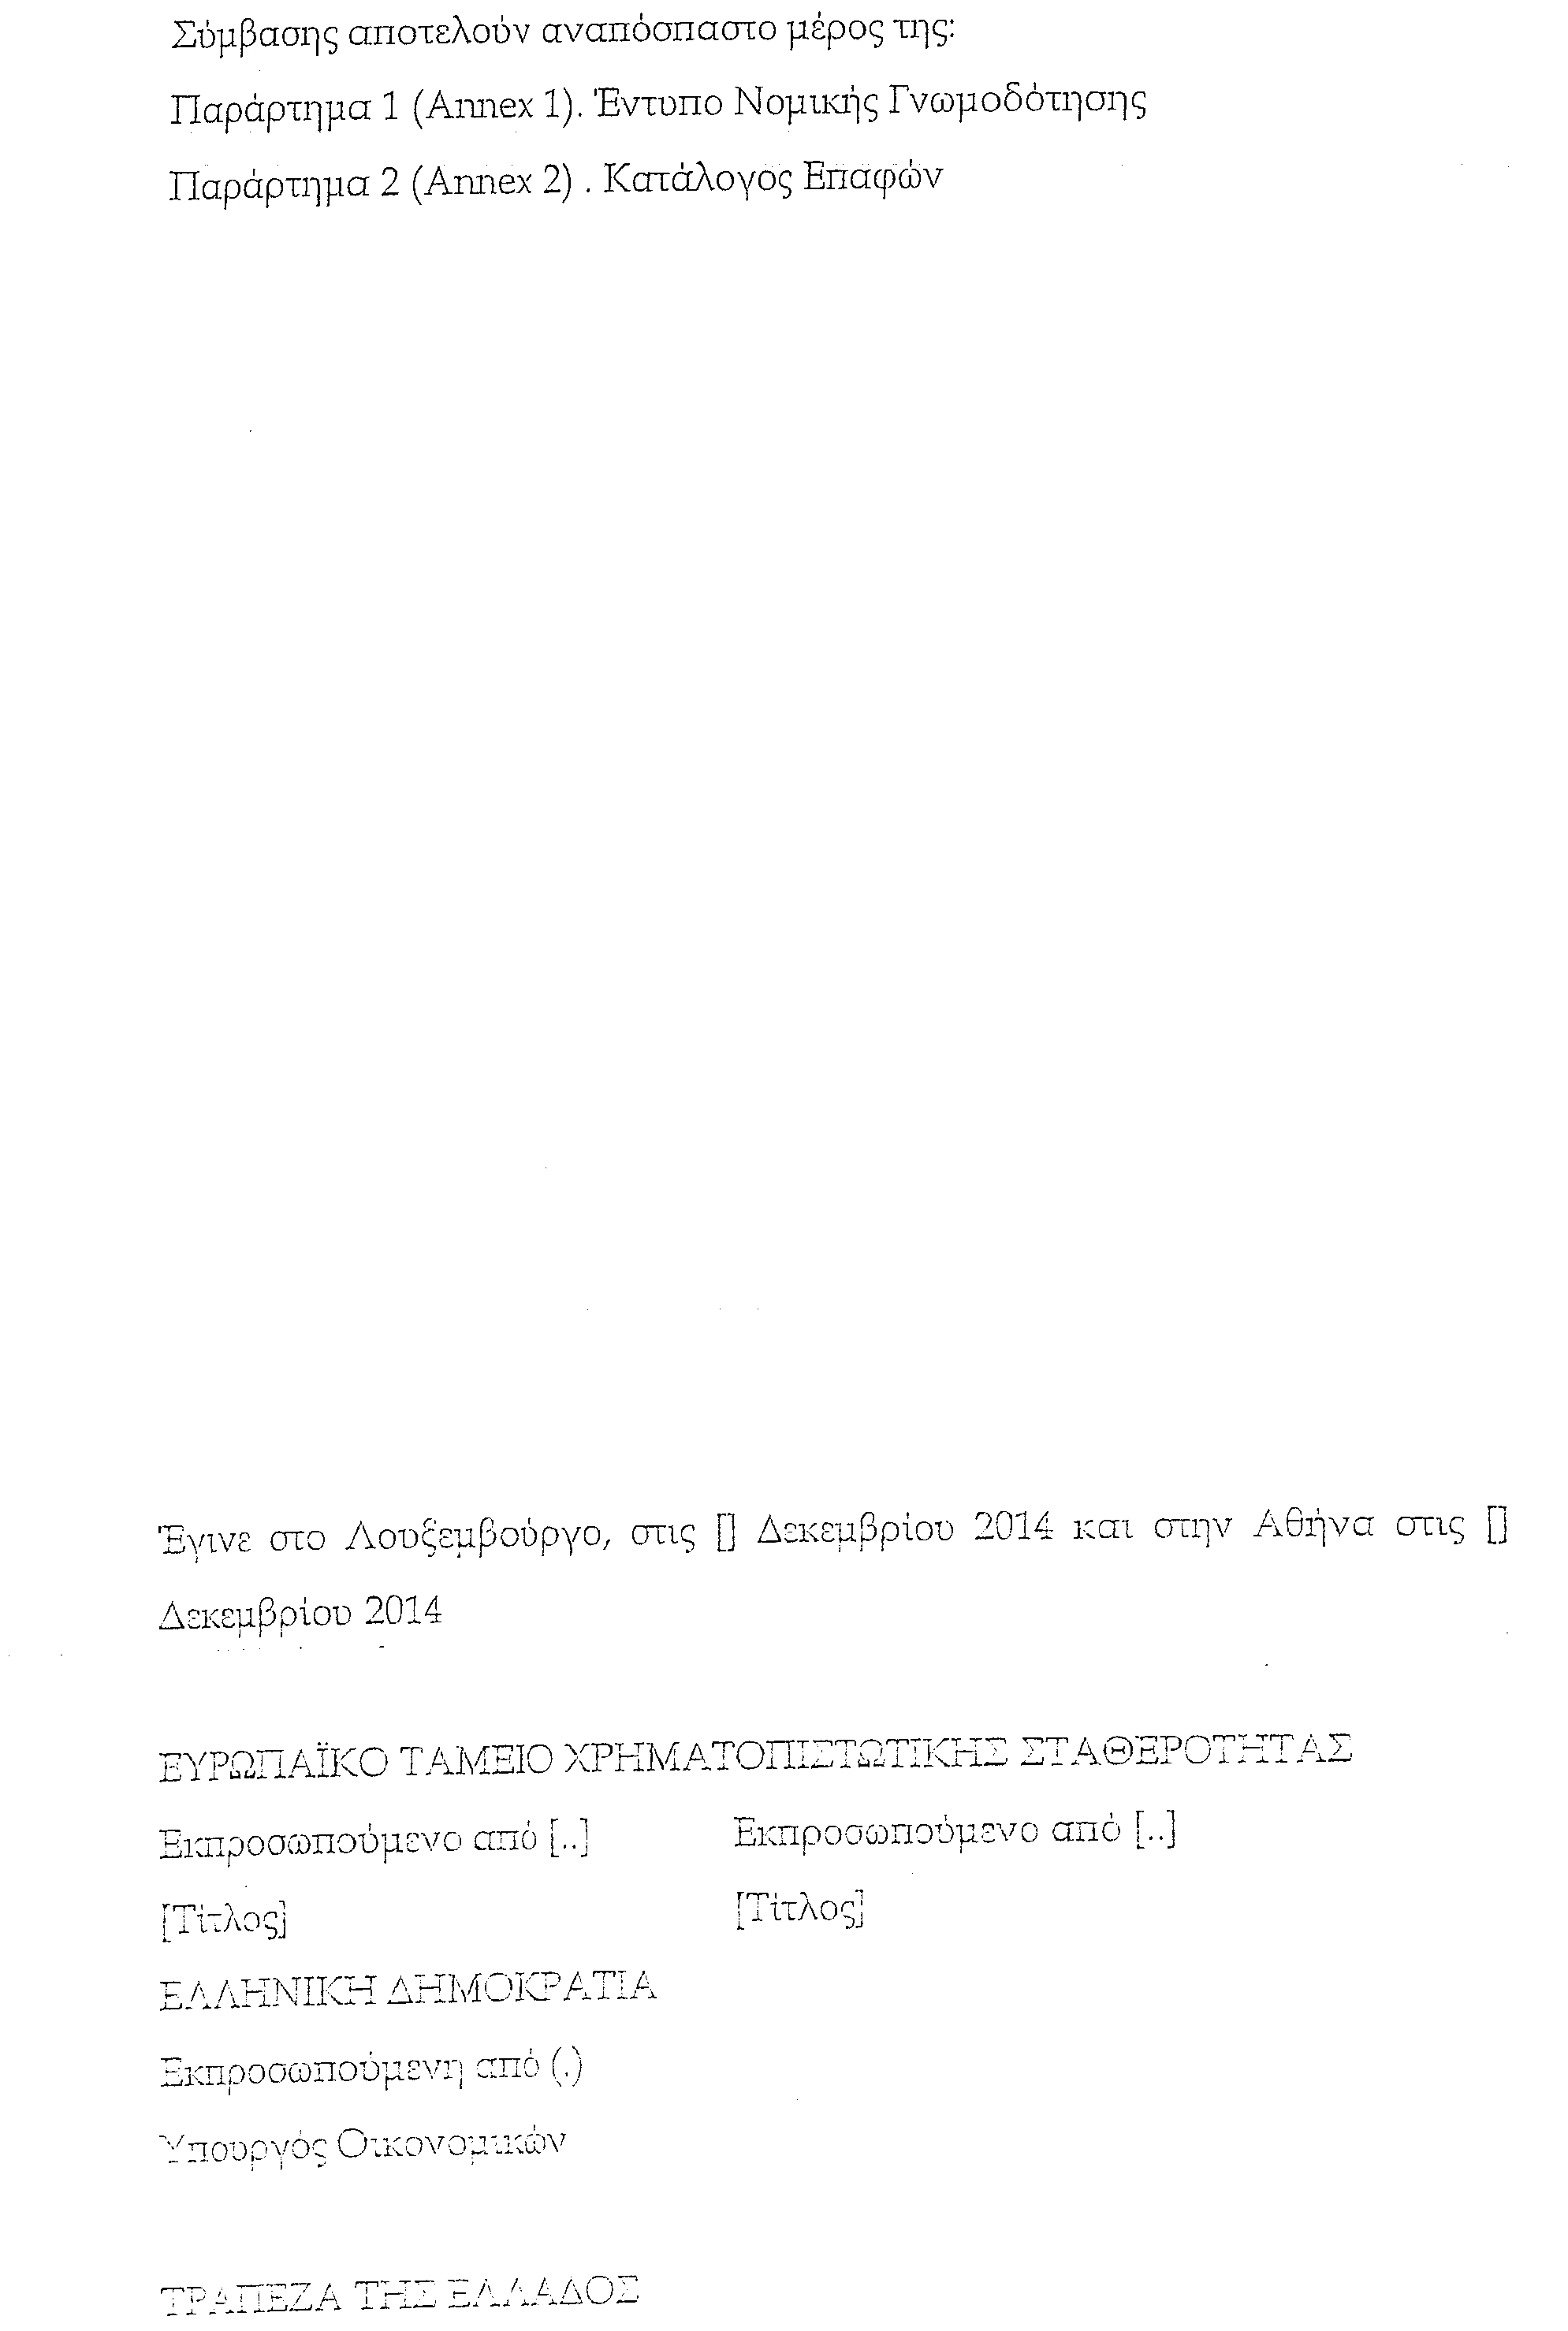 Σύμβασης αποτελούν αναπόσπαστο μέρος της:
Παράρτημα 1 (Annex 1). Έντυπο Νομικής Γνωμοδότησης
Παράρτημα 2 (Annex 2) . Κατάλογος Επαφών
Έγινε στο Λουξεμβούργο, στις [] Δεκεμβρίου 2014 και στην Αθήνα στις []
Δεκεμβρίου 2014
ΕΥΡΩΠΑΪΚΟ ΤΑΜΕΙΟ ΧΡΗΜΑΤΟΠΙΣΤΩΤΙΚΗΣ ΣΤΑΘΕΡΟΤΗΤΑΣ
Εκπροσωπούμενο από [..] Εκπροσωπούμενο από [..]
[Τίτλος] [Τίτλος]
ΕΛΛΗΝΙΚΗ ΔΗΜΟΚΡΑΤΙΑ
Εκπροσωπούμενη από (.)
Υπουργός Οικονομικών
ΤΡΑΠΕΖΑ ΤΗΣ ΕΛΛΑΔΟΣ